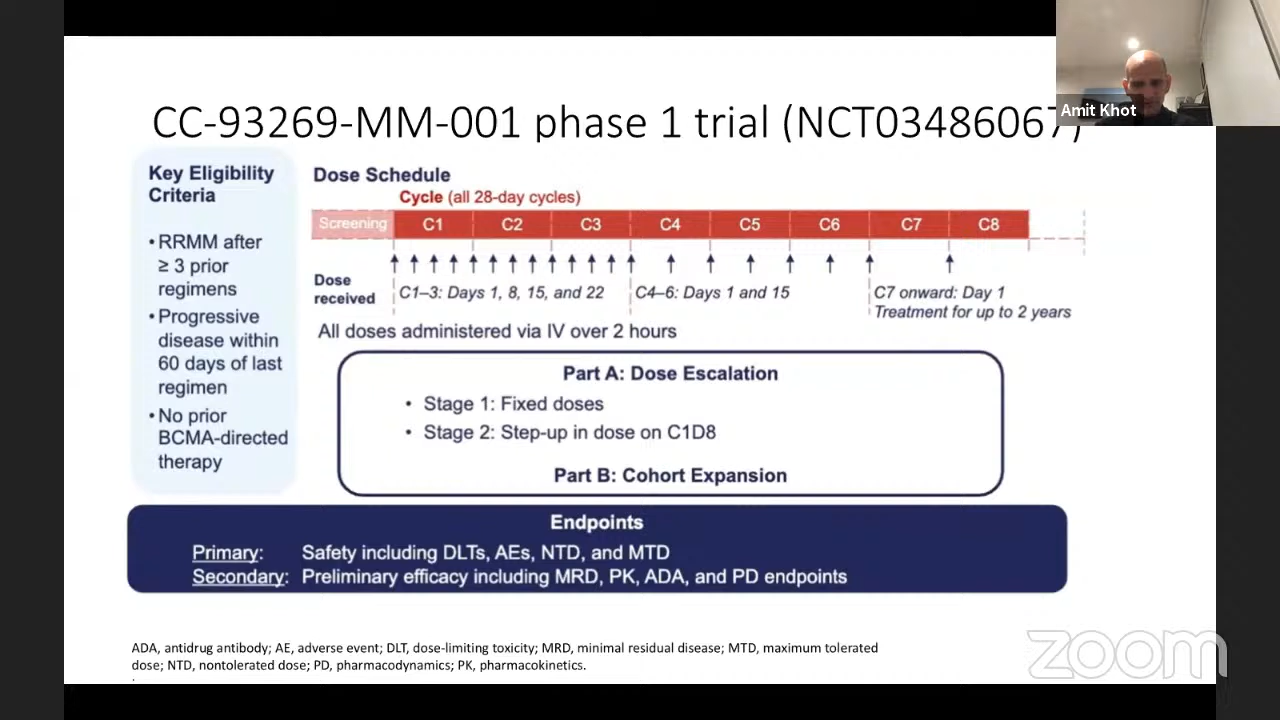 CC-93269-MM-001 phase 1 trial (NCT03486067)
Amit Khot
Key Eligibility
Criteria
•RRMM after
≥ 3 prior
regimens
•Progressive
disease within
60 days of last
regimen
•No prior
BCMA-directed
therapy
Dose Schedule
Cycle (all 28-day cycles)
Screening C1 C2 C3 C4 C5 C6 C7 C8
Dose
received
C1–3: Days 1, 8, 15, and 22
C4–6: Days 1 and 15
C7 onward: Day 1
Treatment for up to 2 years
All doses administered via IV over 2 hours
Part A: Dose Escalation
• Stage 1: Fixed doses
• Stage 2: Step-up in dose on C1D8
Part B: Cohort Expansion
Endpoints
Primary: Safety including DLTs, AEs, NTD, and MTD
Secondary: Preliminary efficacy including MRD, PK, ADA, and PD endpoints
ADA, antidrug antibody; AE, adverse event; DLT, dose-limiting toxicity; MRD, minimal residual disease; MTD, maximum tolerated
dose; NTD, nontolerated dose; PD, pharmacodynamics; PK, pharmacokinetics.
.
zoom